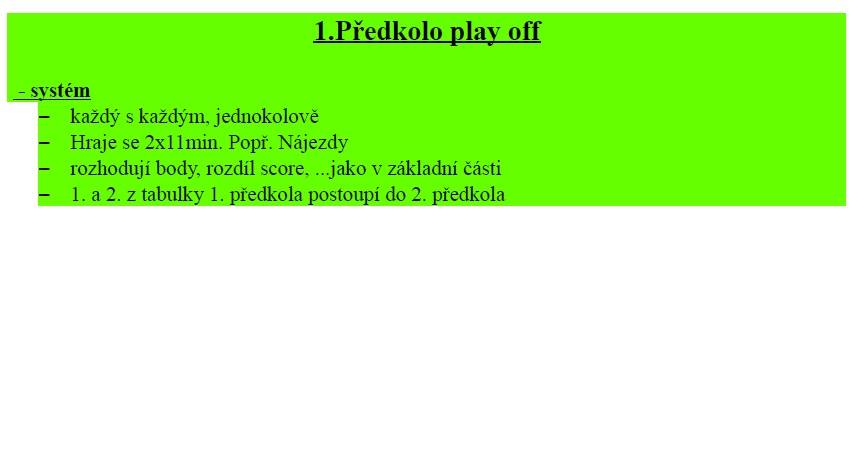 1.Předkolo play off
- systém
– každý s každým, jednokolově
– Hraje se 2x11min. Popř. Nájezdy
– rozhodují body, rozdíl score, ...jako v základní části
– 1. a 2. z tabulky 1. předkola postoupí do 2. předkola